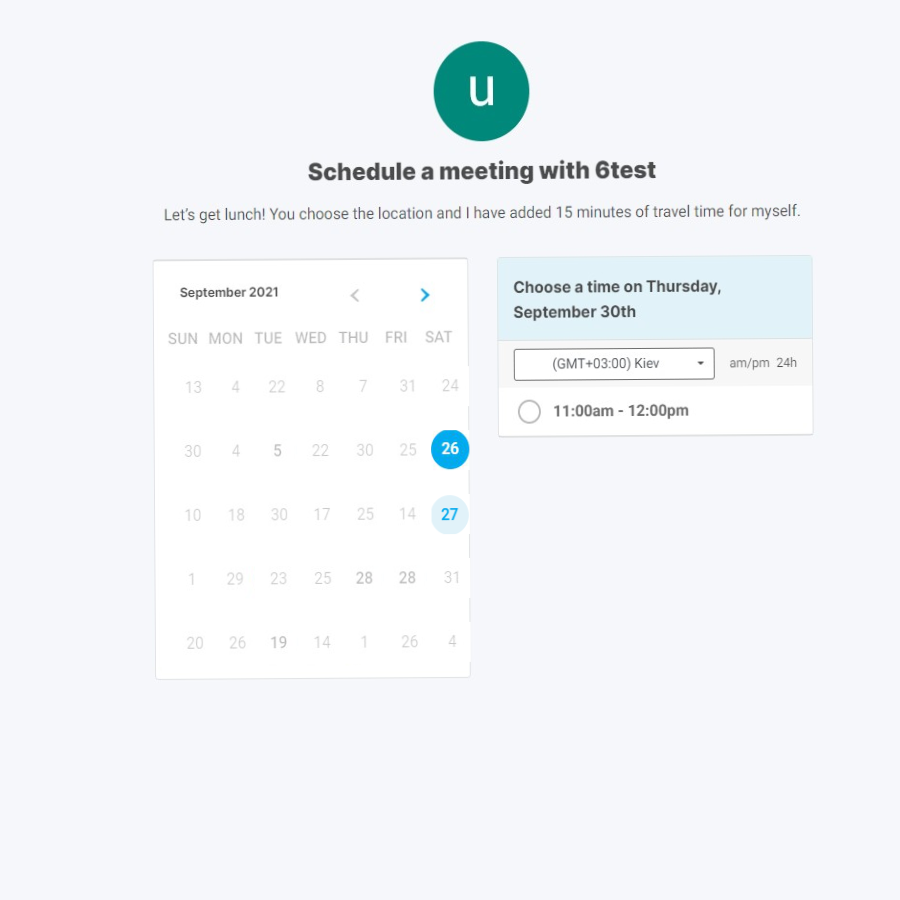 u
Schedule a meeting with 6test
Let's get lunch! You choose the location and I have added 15 minutes of travel time for myself.
September 2021
SUN MON TUE WED THU FRI SAT
13 4 22 8 7 31 24
30 4 5 22 30 25 26
10 18 30 17 25 14 27
1 29 23 25 28 28 31
20 26 19 14 1 26 4
Choose a time on Thursday,
September 30th
(GMT+03:00) Kiev am/pm 24h
11:00am - 12:00pm